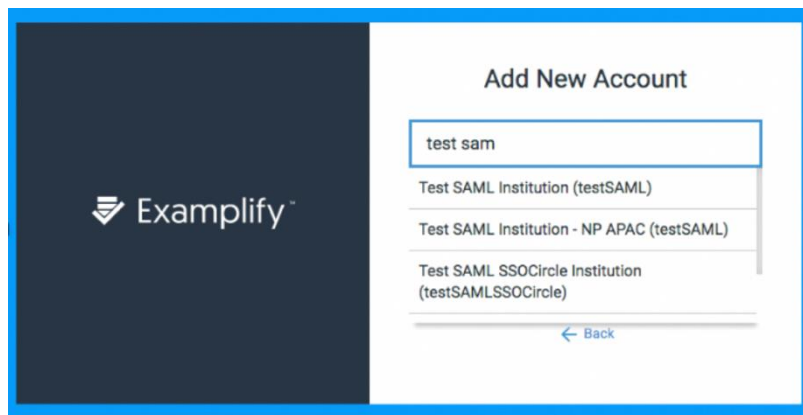 Examplify™
Add New Account
test sam
Test SAML Institution (testSAML)
Test SAML Institution - NP APAC (testSAML)
Test SAML SSOCircle Institution
(testSAMLSSOCircle)
← Back